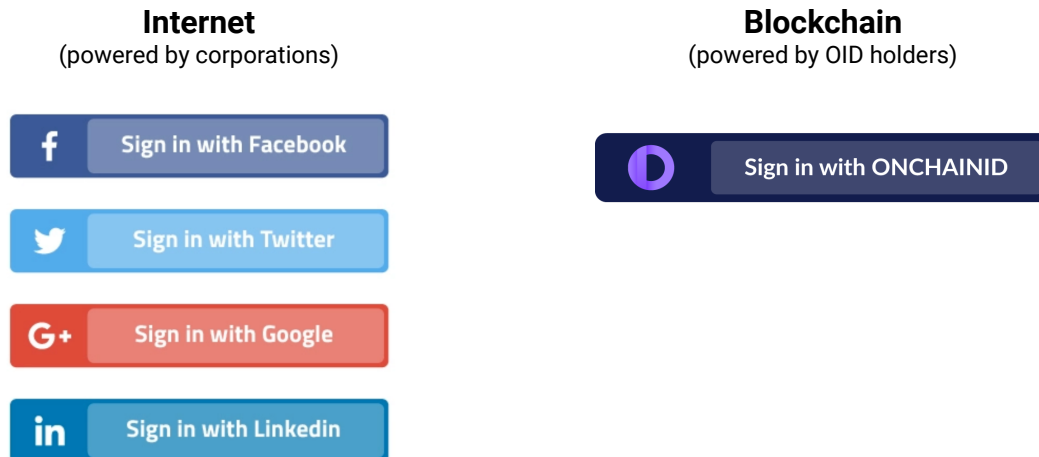 Internet
(powered by corporations)
Sign in with Facebook
Sign in with Twitter
G+ Sign in with Google
in Sign in with Linkedin
Blockchain
(powered by OID holders)
Sign in with ONCHAINID